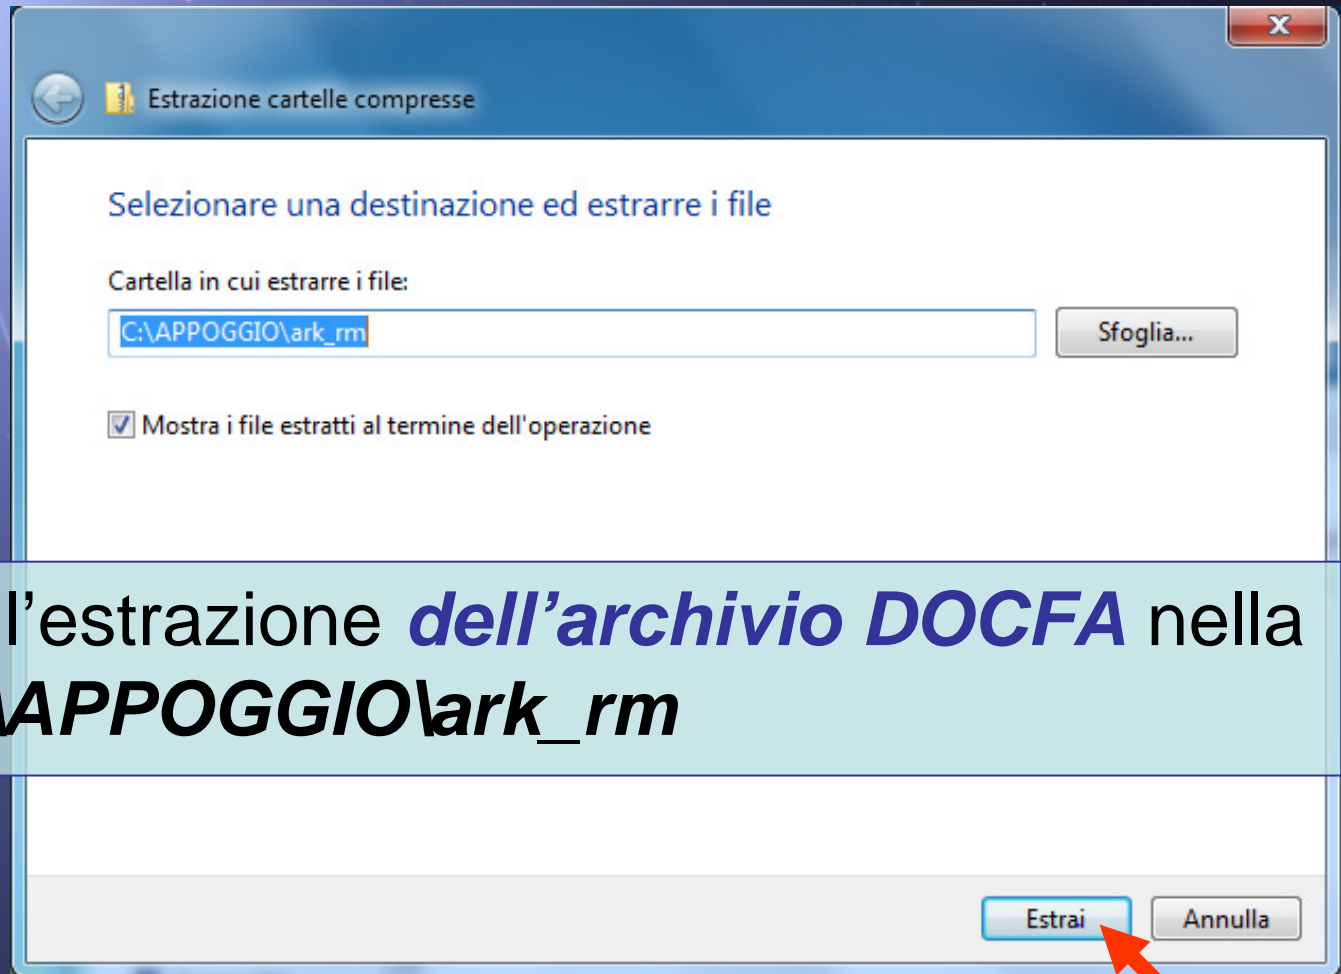 Estrazione cartelle compresse
Selezionare una destinazione ed estrarre i file
Cartella in cui estrarre i file:
C:\APPOGGIO\ark_rm
Sfoglia...
Mostra i file estratti al termine dell'operazione
l’estrazione dell’archivio DOCFA nella
\APPOGGIO\ark_rm
Estrai
Annulla